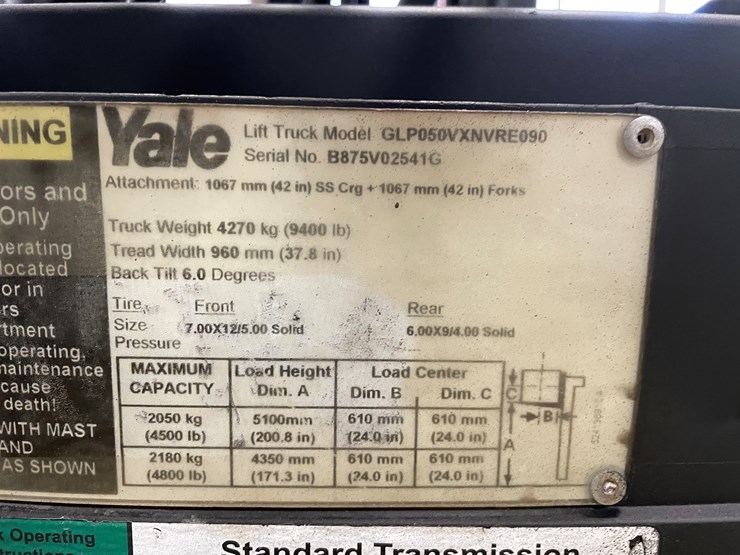 NING
ors and
Only
perating
located
or in
rs
rtment
operating,
maintenance
cause
death!
WITH MAST
AND
AS SHOWN
Yale
Lift Truck Model GLP050VXNVRE090
Serial No. B875V02541G
Attachment: 1067 mm (42 in) SS Crg + 1067 mm (42 in) Forks
Truck Weight 4270 kg (9400 lb)
Tread Width 960 mm (37.8 in)
Back Tilt 6.0 Degrees
Tire Front Rear
Size 7.00X12/5.00 Solid 6.00X9/4.00 Solid
Pressure
MAXIMUM Load Height Load Center
CAPACITY Dim. A Dim. B Dim. C
2050 kg 5100mm 610 mm 610 mm
(4500 lb) (200.8 in) (24.0 in) (24.0 in)
2180 kg 4350 mm 610 mm 610 mm
(4800 lb) (171.3 in) (24.0 in) (24.0 in)
C
B
A
k Operating
Standard Transmission